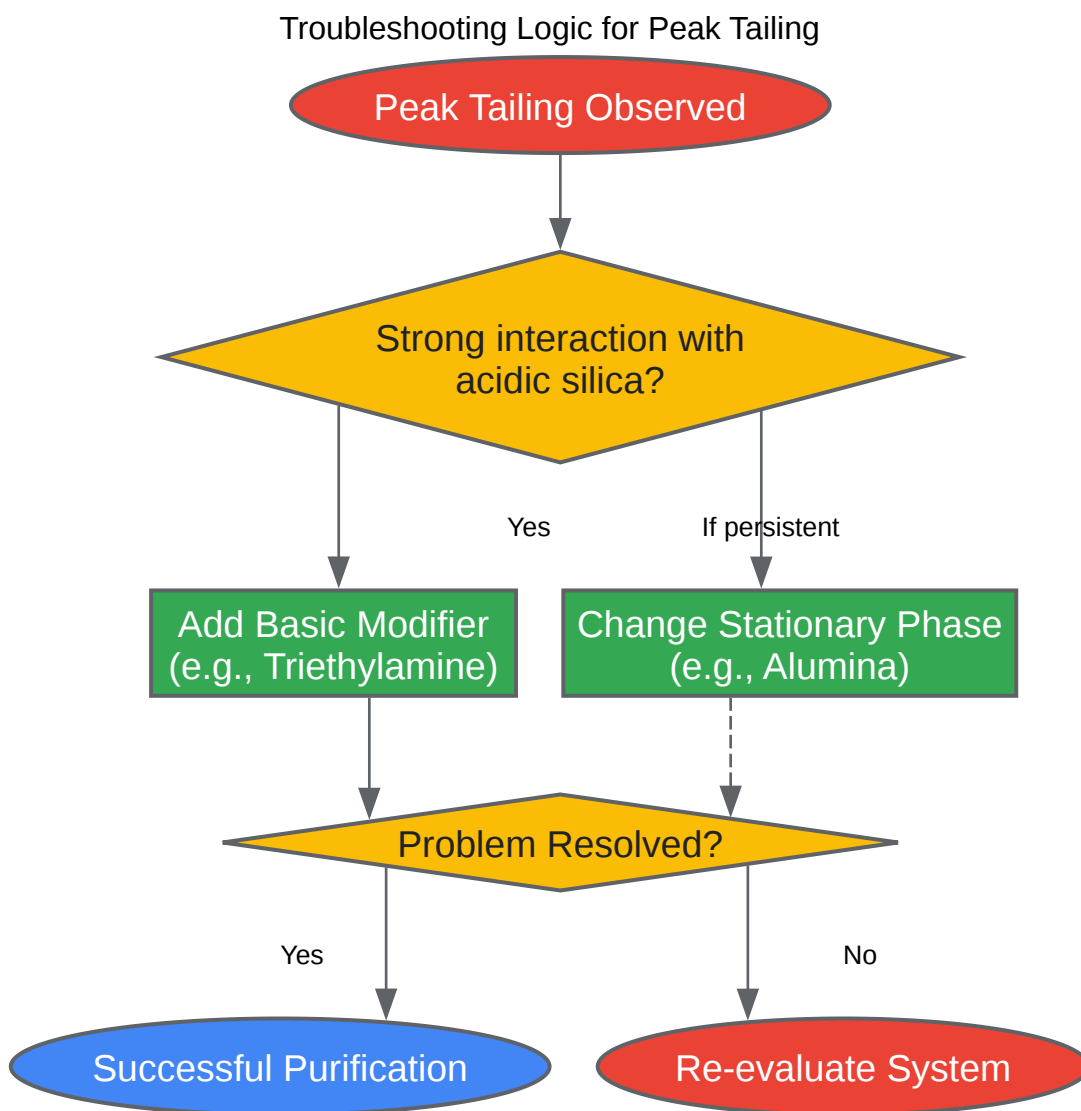 Troubleshooting Logic for Peak Tailing
Peak Tailing Observed
Strong interaction with
acidic silica?
Yes
If persistent
Add Basic Modifier
(e.g., Triethylamine)
Change Stationary Phase
(e.g., Alumina)
Problem Resolved?
Yes
No
Successful Purification
Re-evaluate System